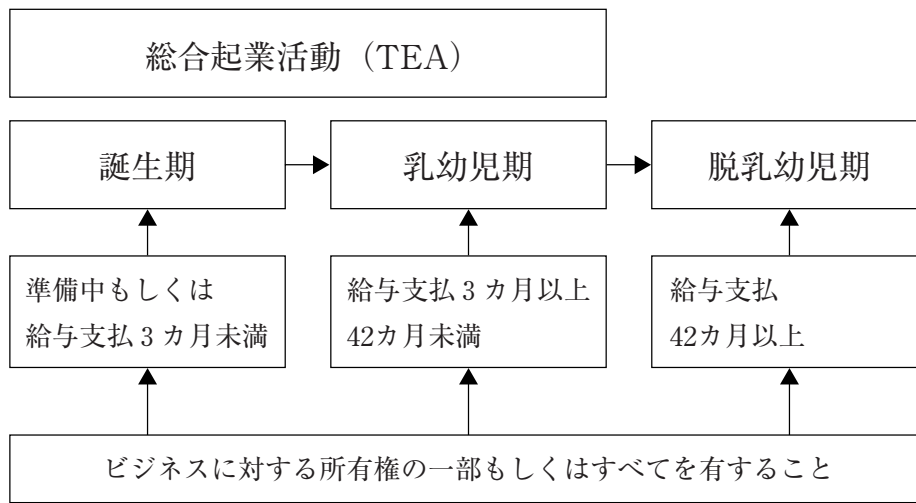 総合起業活動（TEA）
誕生期
乳幼児期
脱乳幼児期
準備中もしくは
給与支払3カ月未満
給与支払3カ月以上
42カ月未満
給与支払
42カ月以上
ビジネスに対する所有権の一部もしくはすべてを有すること